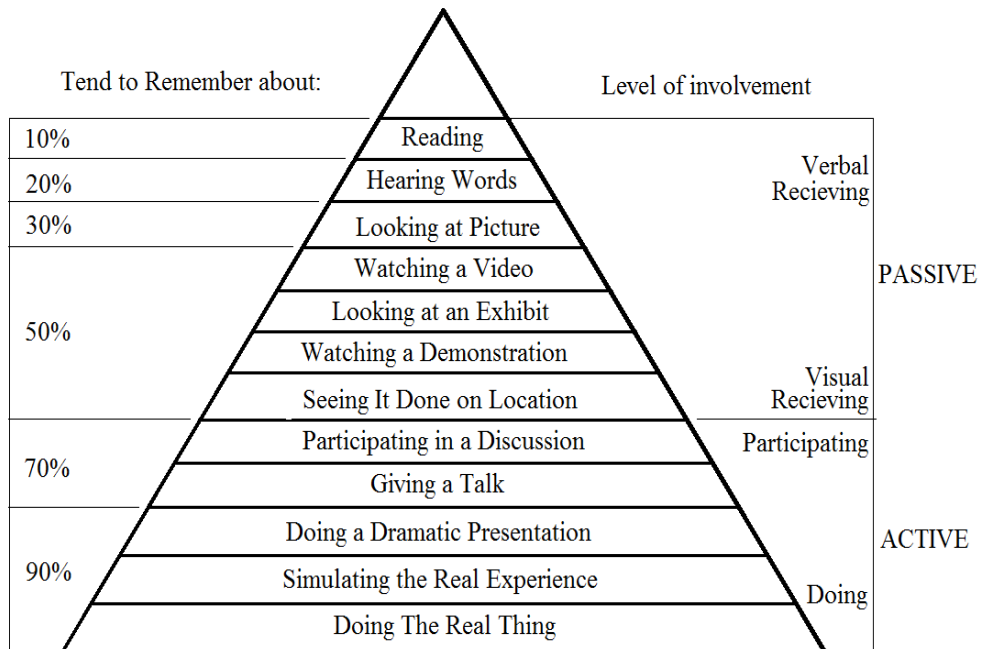 Tend to Remember about:
Level of involvement
10%
Reading
Verbal
Recieving
20%
Hearing Words
30%
Looking at Picture
Watching a Video
PASSIVE
50%
Looking at an Exhibit
Watching a Demonstration
Visual
Recieving
Seeing It Done on Location
Participating in a Discussion
Participating
70%
Giving a Talk
Doing a Dramatic Presentation
ACTIVE
90%
Simulating the Real Experience
Doing
Doing The Real Thing